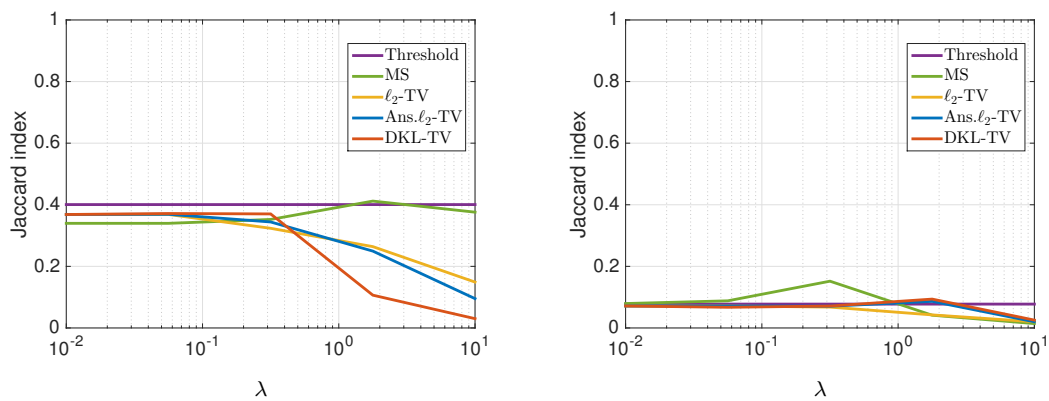 1
0.8
0.6
0.4
0.2
0
Jaccard index
10^-2
10^-1
10^0
10^1
λ
Threshold
MS
ℓ₂-TV
Ans.ℓ₂-TV
DKL-TV
1
0.8
0.6
0.4
0.2
0
Jaccard index
10^-2
10^-1
10^0
10^1
λ
Threshold
MS
ℓ₂-TV
Ans.ℓ₂-TV
DKL-TV